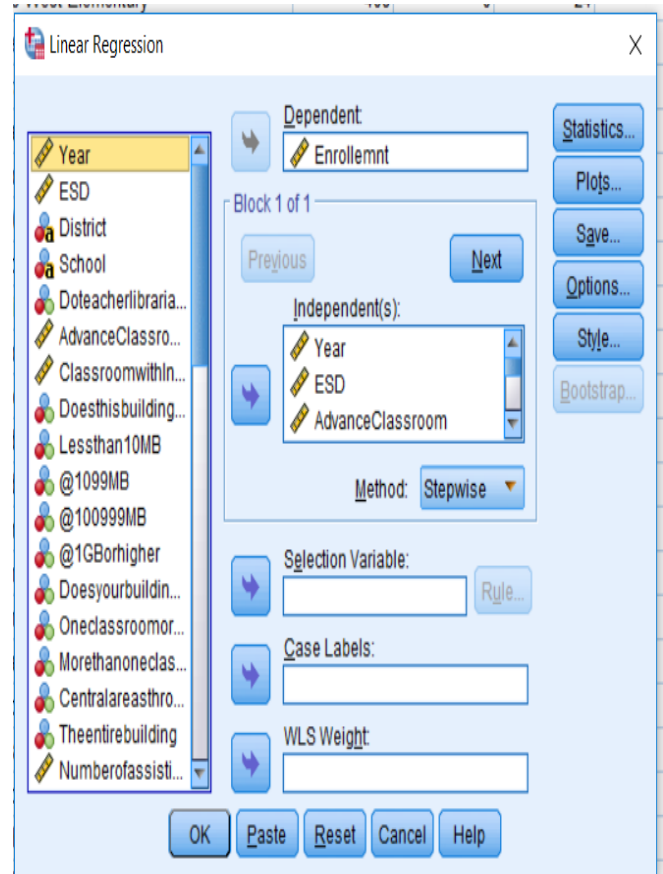 West Elementary
Linear Regression
Year
ESD
District
School
Doteacherlibraria...
AdvanceClassro...
ClassroomwithIn...
Doesthisbuilding...
Lessthan10MB
@1099MB
@100999MB
@1GBorhigher
Doesyourbuildin...
Oneclassroomor...
Morethanoneclas...
Centralareasthro...
Theentirebuilding
Numberofassisti...
Dependent:
Enrollemnt
Block 1 of 1
Previous
Next
Independent(s):
Year
ESD
AdvanceClassroom
Method: Stepwise
Selection Variable:
Rule...
Case Labels:
WLS Weight:
Statistics...
Plots...
Save...
Options...
Style...
Bootstrap...
OK Paste Reset Cancel Help